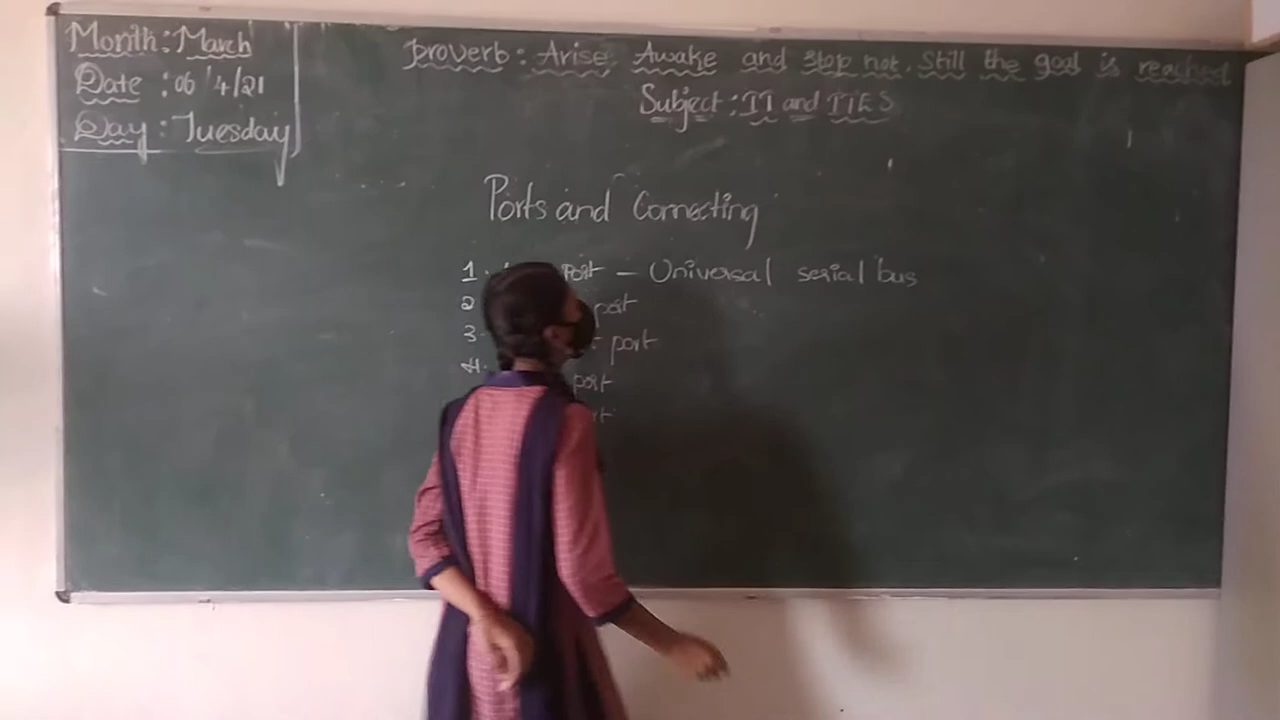 Month: March
Date : 06/4/21
Day : Tuesday
proverb: Arise Awake and stop not. Still the goal is reached
Subject: IT and ITES
Ports and Connecting
1. Port - Universal serial bus
2 port
3. port
4. port